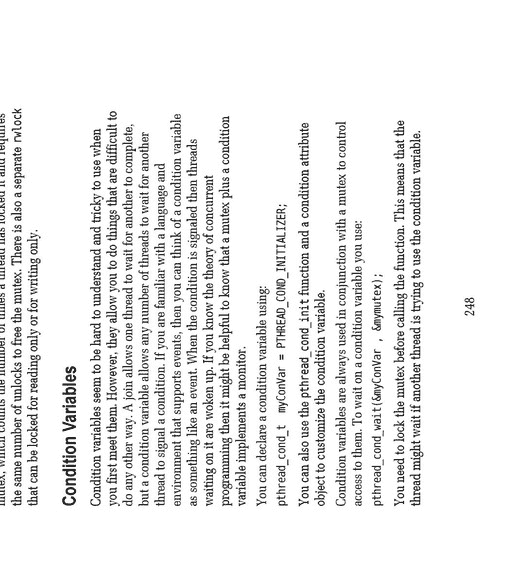 mutex, which counts the number of times a thread has locked it and requires
the same number of unlocks to free the mutex. There is also a separate rwlock
that can be locked for reading only or for writing only.
Condition Variables
Condition variables seem to be hard to understand and tricky to use when
you first meet them. However, they allow you to do things that are difficult to
do any other way. A join allows one thread to wait for another to complete,
but a condition variable allows any number of threads to wait for another
thread to signal a condition. If you are familiar with a language and
environment that supports events, then you can think of a condition variable
as something like an event. When the condition is signaled then threads
waiting on it are woken up. If you know the theory of concurrent
programming then it might be helpful to know that a mutex plus a condition
variable implements a monitor.
You can declare a condition variable using:
pthread_cond_t myConVar = PTHREAD_COND_INITIALIZER;
You can also use the pthread_cond_init function and a condition attribute
object to customize the condition variable.
Condition variables are always used in conjunction with a mutex to control
access to them. To wait on a condition variable you use:
pthread_cond_wait(&myConVar , &mymutex);
You need to lock the mutex before calling the function. This means that the
thread might wait if another thread is trying to use the condition variable.
248